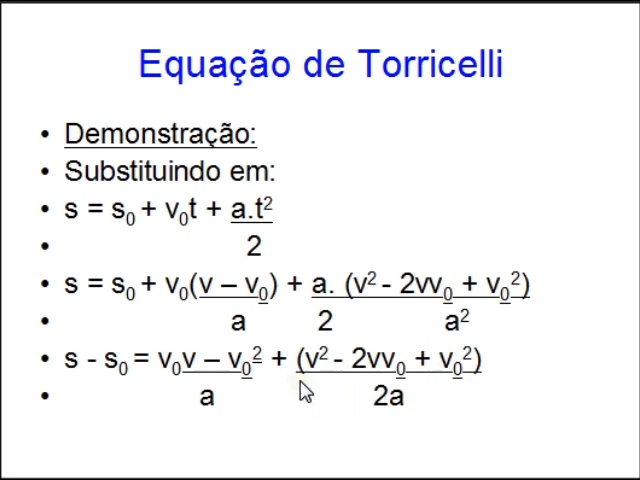 Equação de Torricelli
• Demonstração:
• Substituindo em:
• s = s₀ + v₀t + a.t²
• 2
• s = s₀ + v₀(v – v₀) + a. (v² - 2vv₀ + v₀²)
• a 2 a²
• s - s₀ = v₀v – v₀² + (v² - 2vv₀ + v₀²)
• a 2a